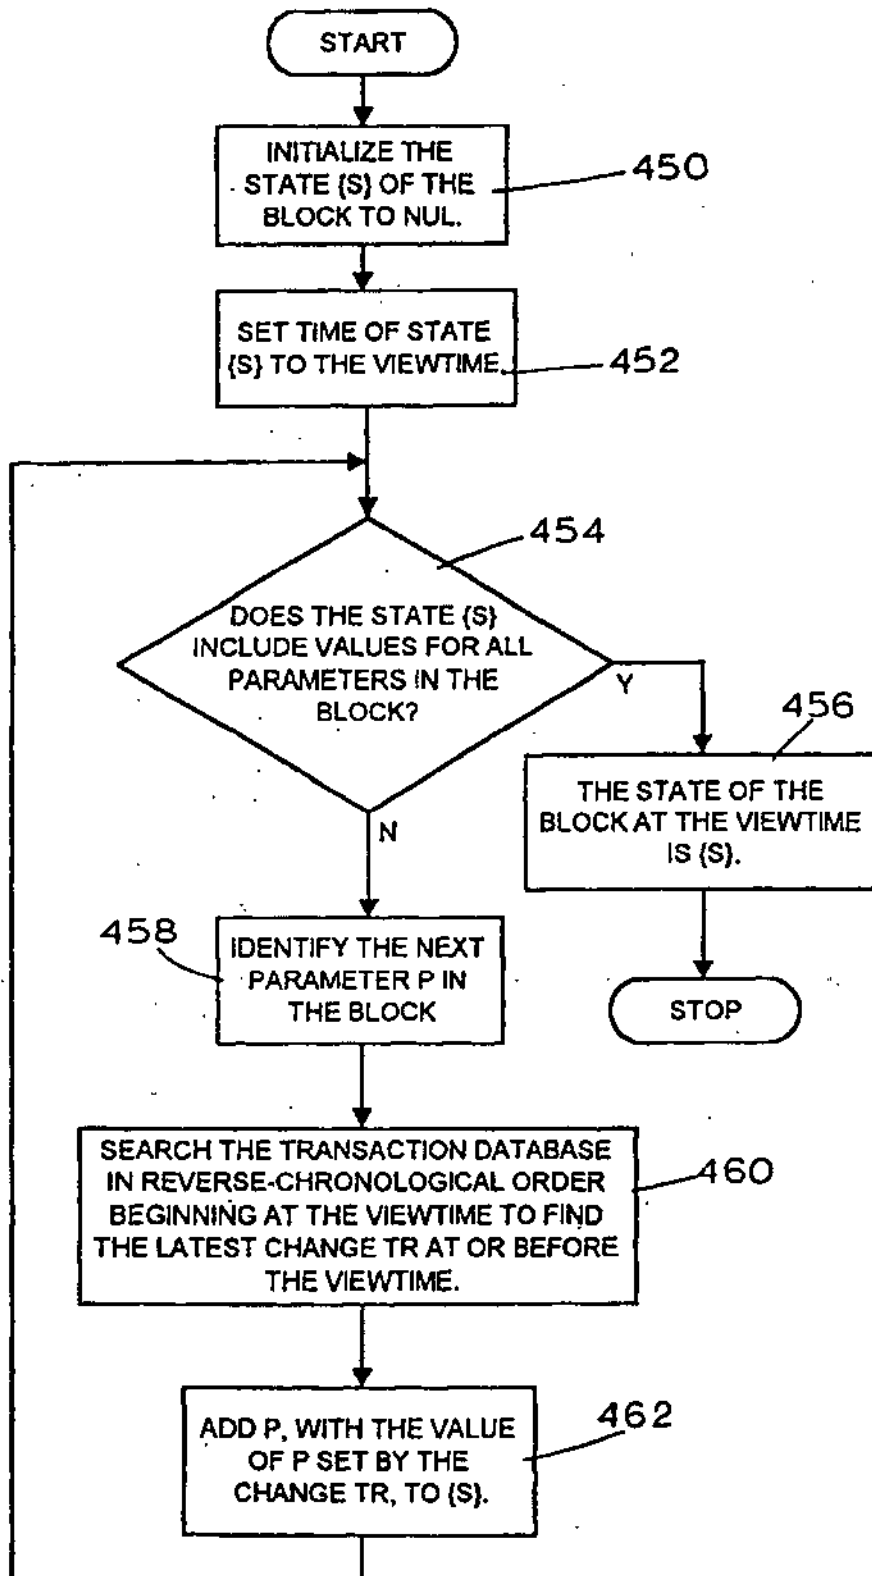 START
INITIALIZE THE
STATE {S} OF THE
BLOCK TO NUL.
450
SET TIME OF STATE
{S} TO THE VIEWTIME.
452
454
DOES THE STATE {S}
INCLUDE VALUES FOR ALL
PARAMETERS IN THE
BLOCK?
Y
N
456
THE STATE OF THE
BLOCK AT THE VIEWTIME
IS {S}.
458
IDENTIFY THE NEXT
PARAMETER P IN
THE BLOCK
STOP
SEARCH THE TRANSACTION DATABASE
IN REVERSE-CHRONOLOGICAL ORDER
BEGINNING AT THE VIEWTIME TO FIND
THE LATEST CHANGE TR AT OR BEFORE
THE VIEWTIME.
460
ADD P, WITH THE VALUE
OF P SET BY THE
CHANGE TR, TO {S}.
462